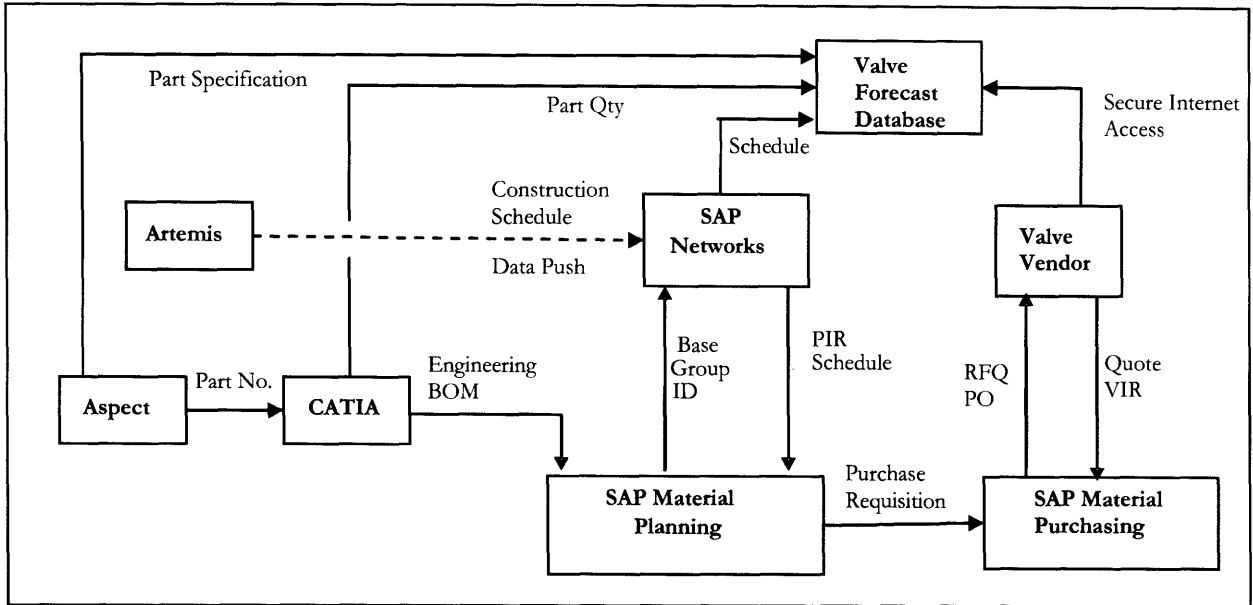 Part Specification
Part Qty
Valve
Forecast
Database
Secure Internet
Access
Schedule
Artemis
Construction
Schedule
Data Push
SAP
Networks
Valve
Vendor
Aspect
Part No.
CATIA
Engineering
BOM
Base
Group
ID
PIR
Schedule
RFQ
PO
Quote
VIR
SAP Material
Planning
Purchase
Requisition
SAP Material
Purchasing